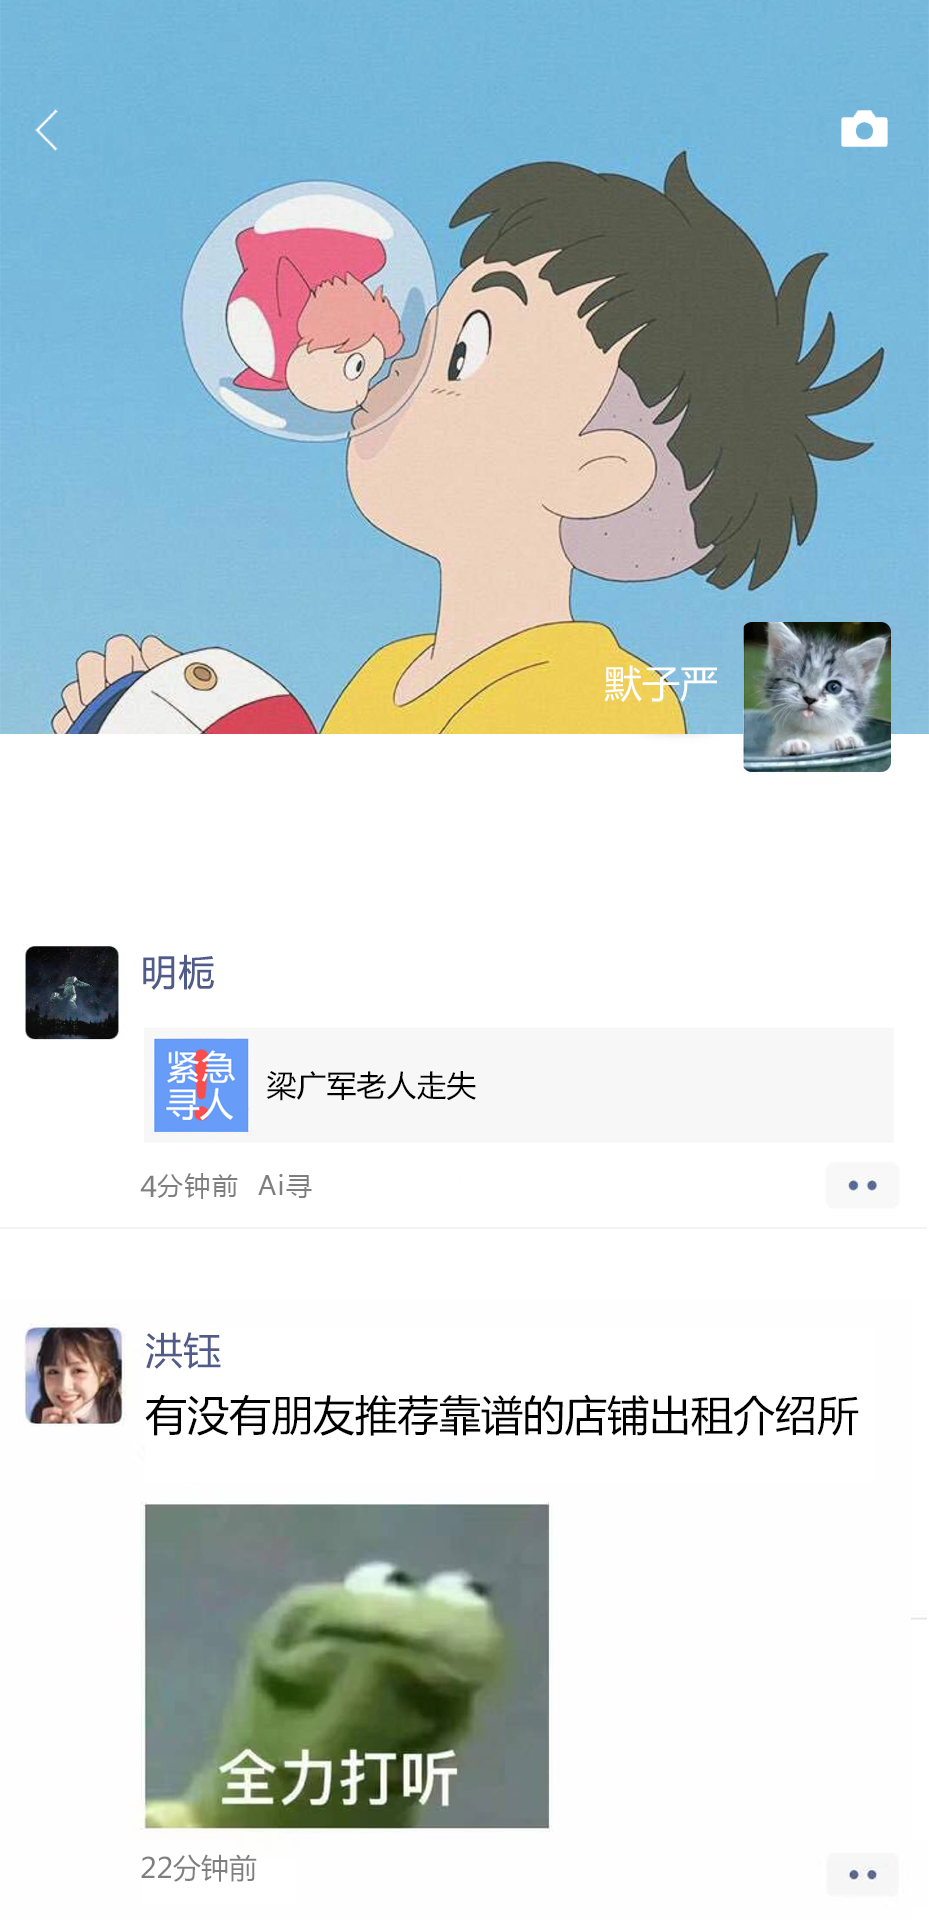 默子严
明栀
紧急
寻人
梁广军老人走失
4分钟前 Ai寻
洪钰
有没有朋友推荐靠谱的店铺出租介绍所
全力打听
22分钟前